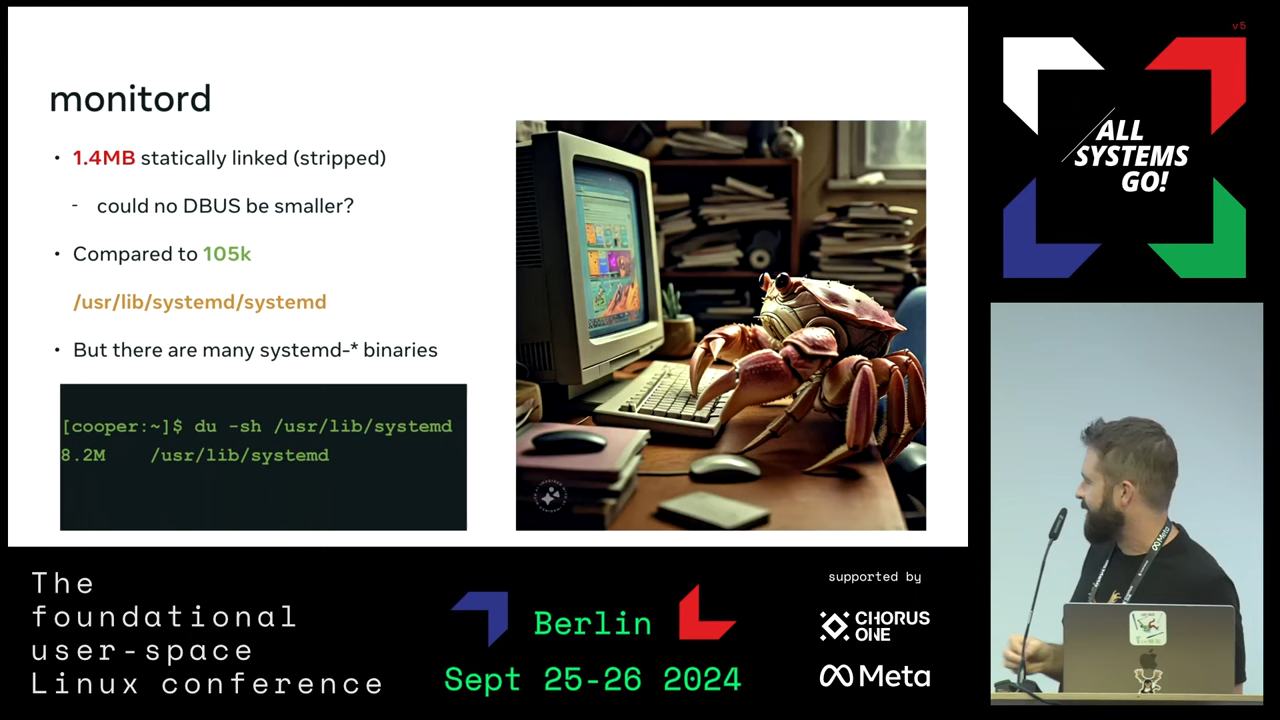 monitord
• 1.4MB statically linked (stripped)
- could no DBUS be smaller?
• Compared to 105k
/usr/lib/systemd/systemd
• But there are many systemd-* binaries
[cooper:~]$ du -sh /usr/lib/systemd
8.2M /usr/lib/systemd
v5
ALL
SYSTEMS
GO!
Meta
The
foundational
user-space
Linux conference
Berlin
Sept 25-26 2024
supported by
CHORUS
ONE
Meta